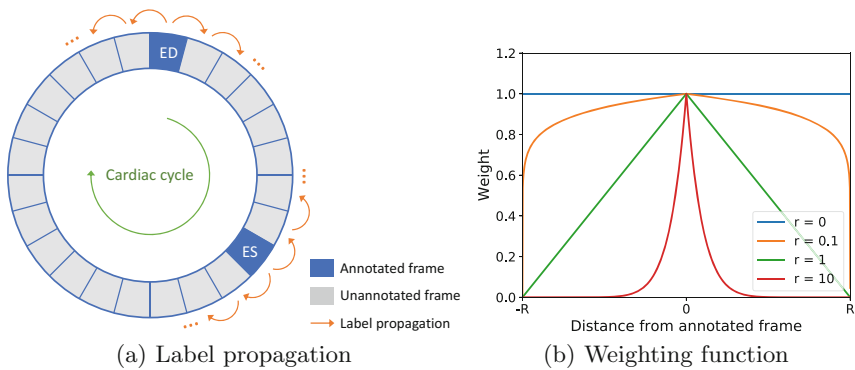 ED
Cardiac cycle
ES
Annotated frame
Unannotated frame
Label propagation
(a) Label propagation
1.2
1.0
0.8
0.6
0.4
0.2
0.0
Weight
r = 0
r = 0.1
r = 1
r = 10
-R
0
R
Distance from annotated frame
(b) Weighting function